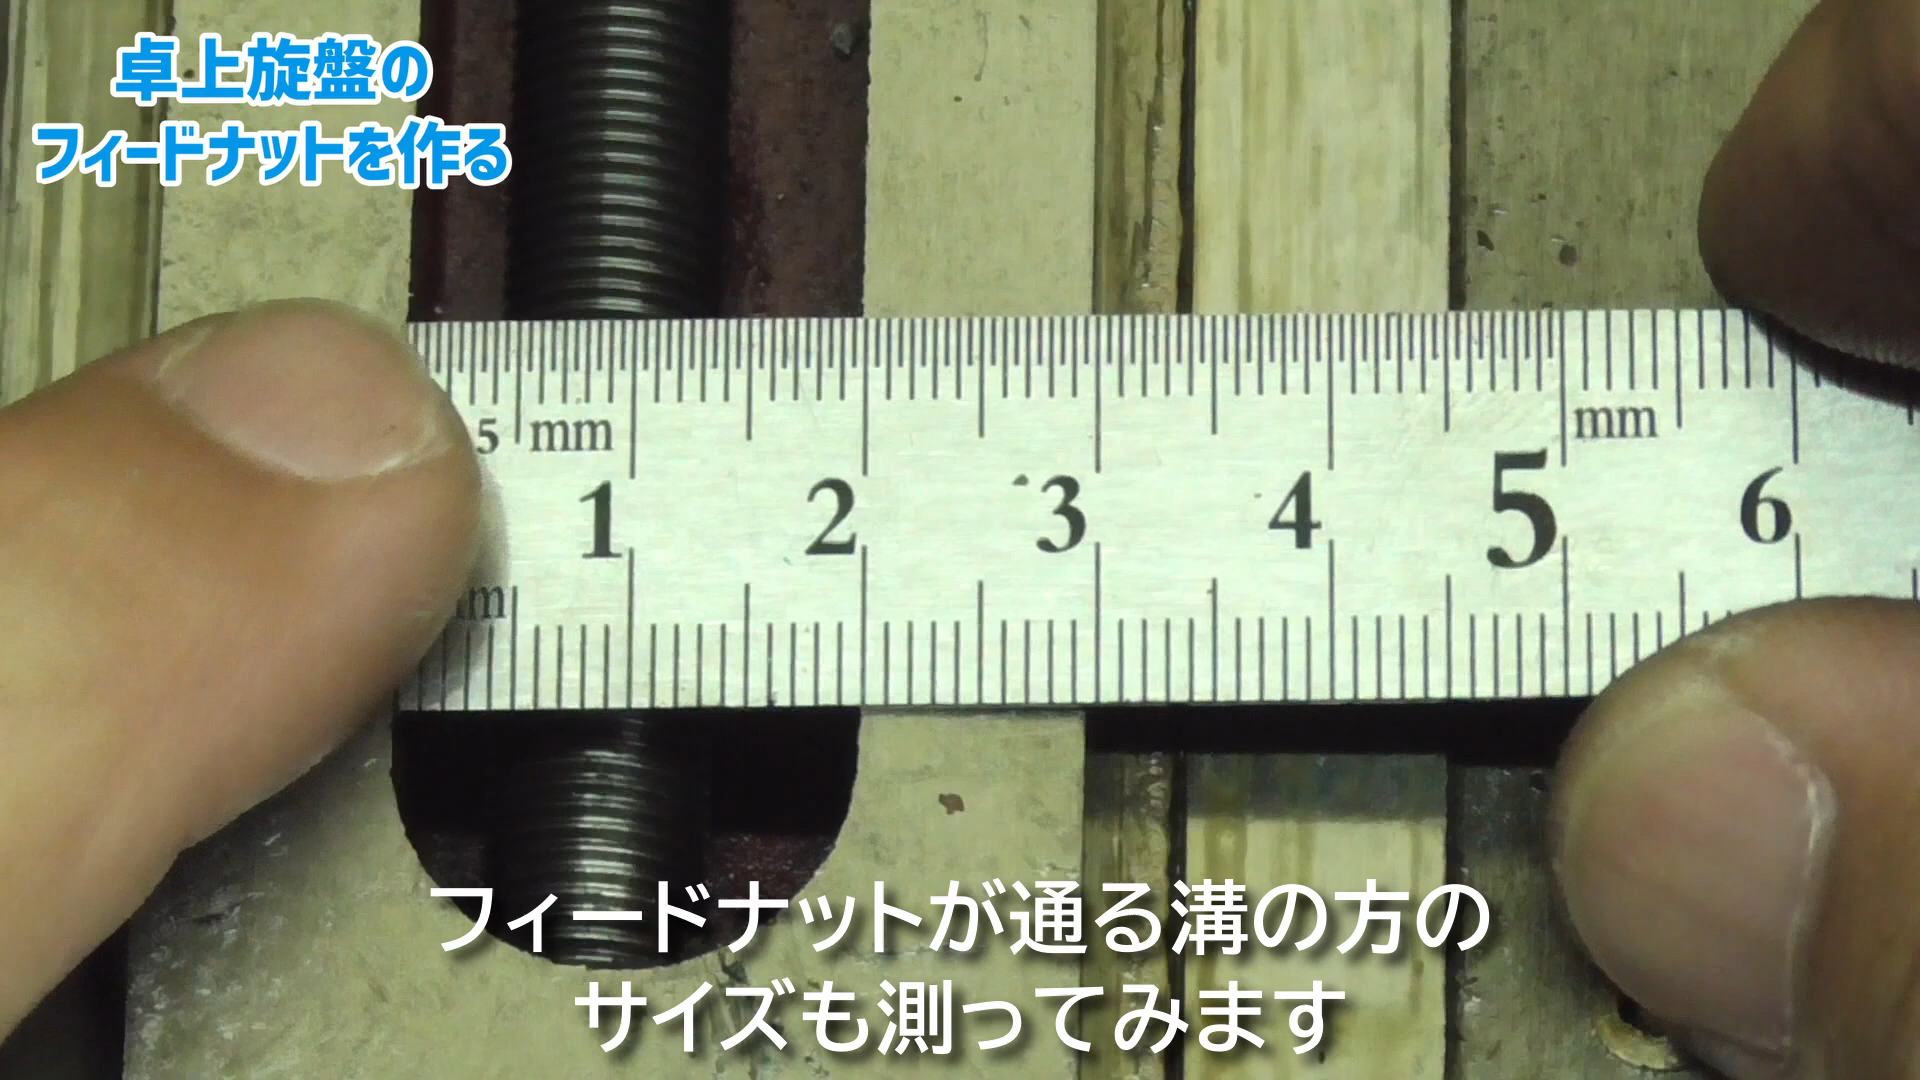 卓上旋盤の
フィードナットを作る
5 mm
mm
1 2 3 4 5 6
フィードナットが通る溝の方の
サイズも測ってみます